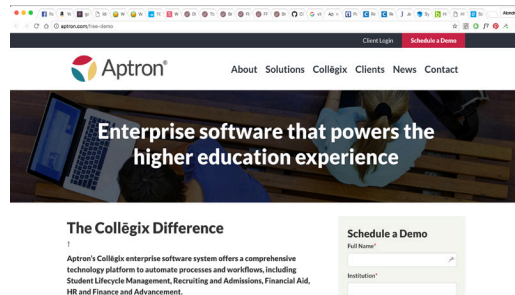 aptron.com/free-demo
Client Login
Schedule a Demo
Aptron®
About
Solutions
Collēgix
Clients
News
Contact
Enterprise software that powers the
higher education experience
The Collēgix Difference
↑
Aptron's Collēgix enterprise software system offers a comprehensive
technology platform to automate processes and workflows, including
Student Lifecycle Management, Recruiting and Admissions, Financial Aid,
HR and Finance and Advancement.
Schedule a Demo
Full Name*
Institution*